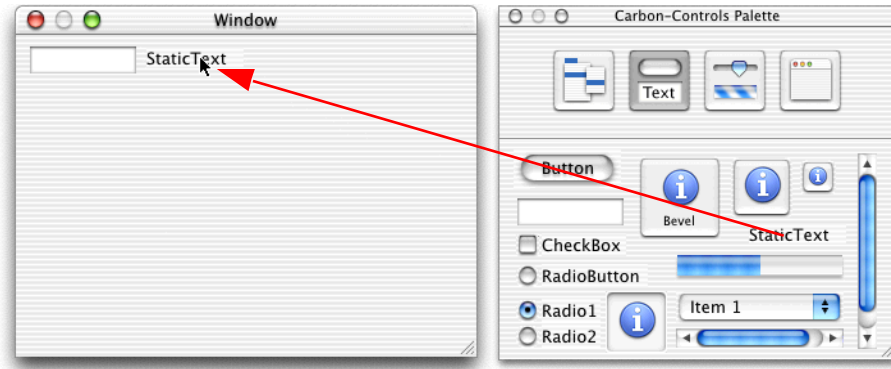 Window
StaticText
Carbon-Controls Palette
Text
Button
Bevel
StaticText
CheckBox
RadioButton
Radio1
Item 1
Radio2